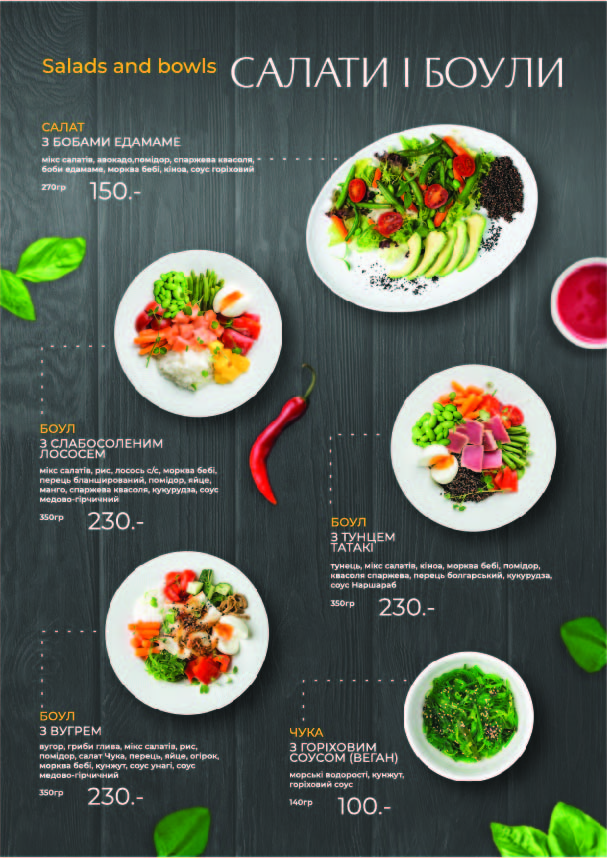 Salads and bowls САЛАТИ І БОУЛИ
САЛАТ
З БОБАМИ ЕДАМАМЕ
мікс салатів, авокадо,помідор, спаржева квасоля,
боби едамаме, морква бебі, кіноа, соус горіховий
270гр 150.-
БОУЛ
З СЛАБОСОЛЕНИМ
ЛОСОСЕМ
мікс салатів, рис, лосось с/с, морква бебі,
перець бланширований, помідор, яйце,
манго, спаржева квасоля, кукурудза, соус
медово-гірчичний
350гр 230.-
БОУЛ
З ТУНЦЕМ
ТАТАКІ
тунець, мікс салатів, кіноа, морква бебі, помідор,
квасоля спаржева, перець болгарський, кукурудза,
соус Наршараб
350гр 230.-
БОУЛ
З ВУГРЕМ
вугор, гриби глива, мікс салатів, рис,
помідор, салат Чука, перець, яйце, огірок,
морква бебі, кунжут, соус унагі, соус
медово-гірчичний
350гр 230.-
ЧУКА
З ГОРІХОВИМ
СОУСОМ (ВЕГАН)
морські водорості, кунжут,
горіховий соус
140гр 100.-